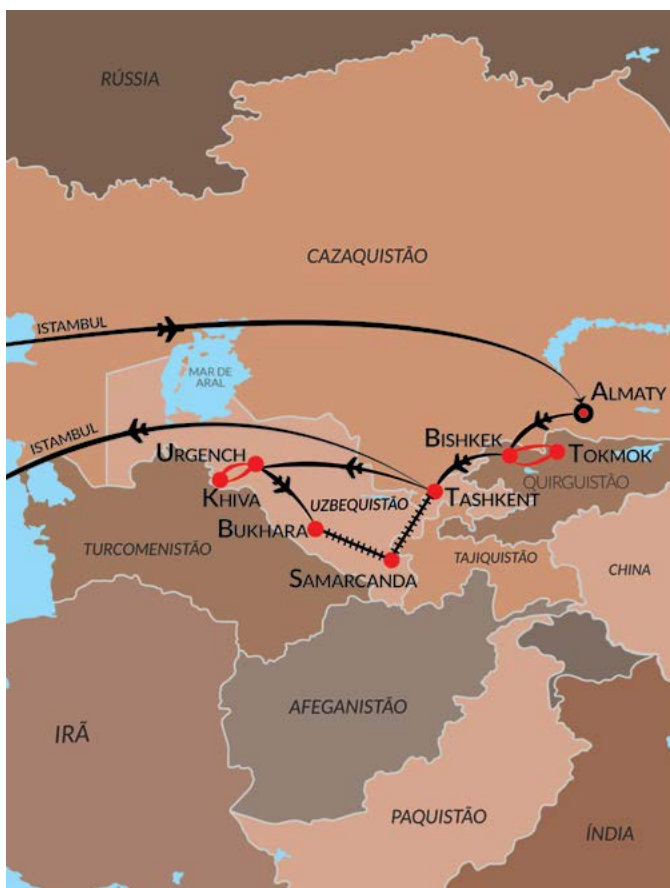 RÚSSIA
CAZAQUISTÃO
ISTAMBUL
MAR DE
ARAL
ALMATY
ISTAMBUL
BISHKEK
TOKMOK
URGENCH
QUIRGUISTÃO
KHIVA
TASHKENT
UZBEQUISTÃO
BUKHARA
TURCOMENISTÃO
TAJIQUISTÃO
CHINA
SAMARCANDA
AFEGANISTÃO
IRÃ
PAQUISTÃO
ÍNDIA